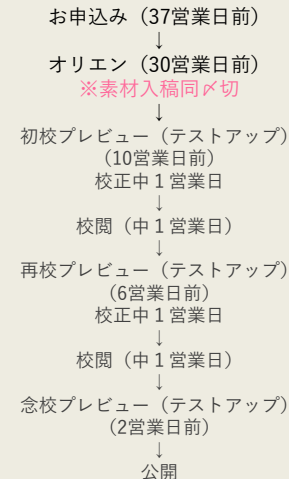 お申込み（37営業日前）
↓
オリエン（30営業日前）
※素材入稿同〆切
↓
初校プレビュー（テストアップ）
（10営業日前）
校正中１営業日
↓
校閲（中１営業日）
↓
再校プレビュー（テストアップ）
（6営業日前）
校正中１営業日
↓
校閲（中１営業日）
↓
念校プレビュー（テストアップ）
（2営業日前）
↓
公開